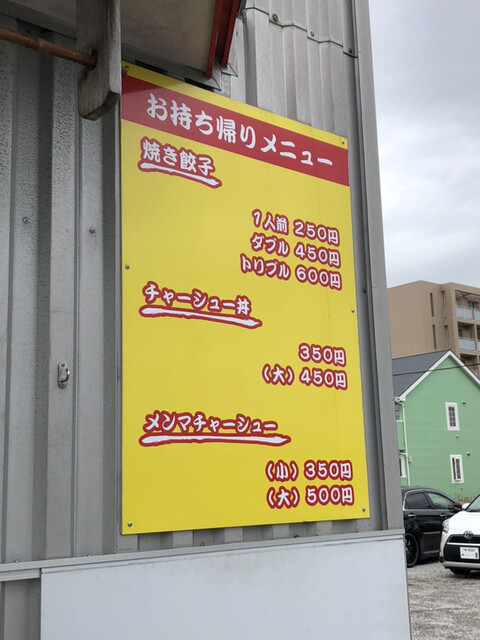 お持ち帰りメニュー
焼き餃子
1人前 250円
ダブル 450円
トリプル 600円
チャーシュー丼
350円
(大) 450円
メンマチャーシュー
(小) 350円
(大) 500円